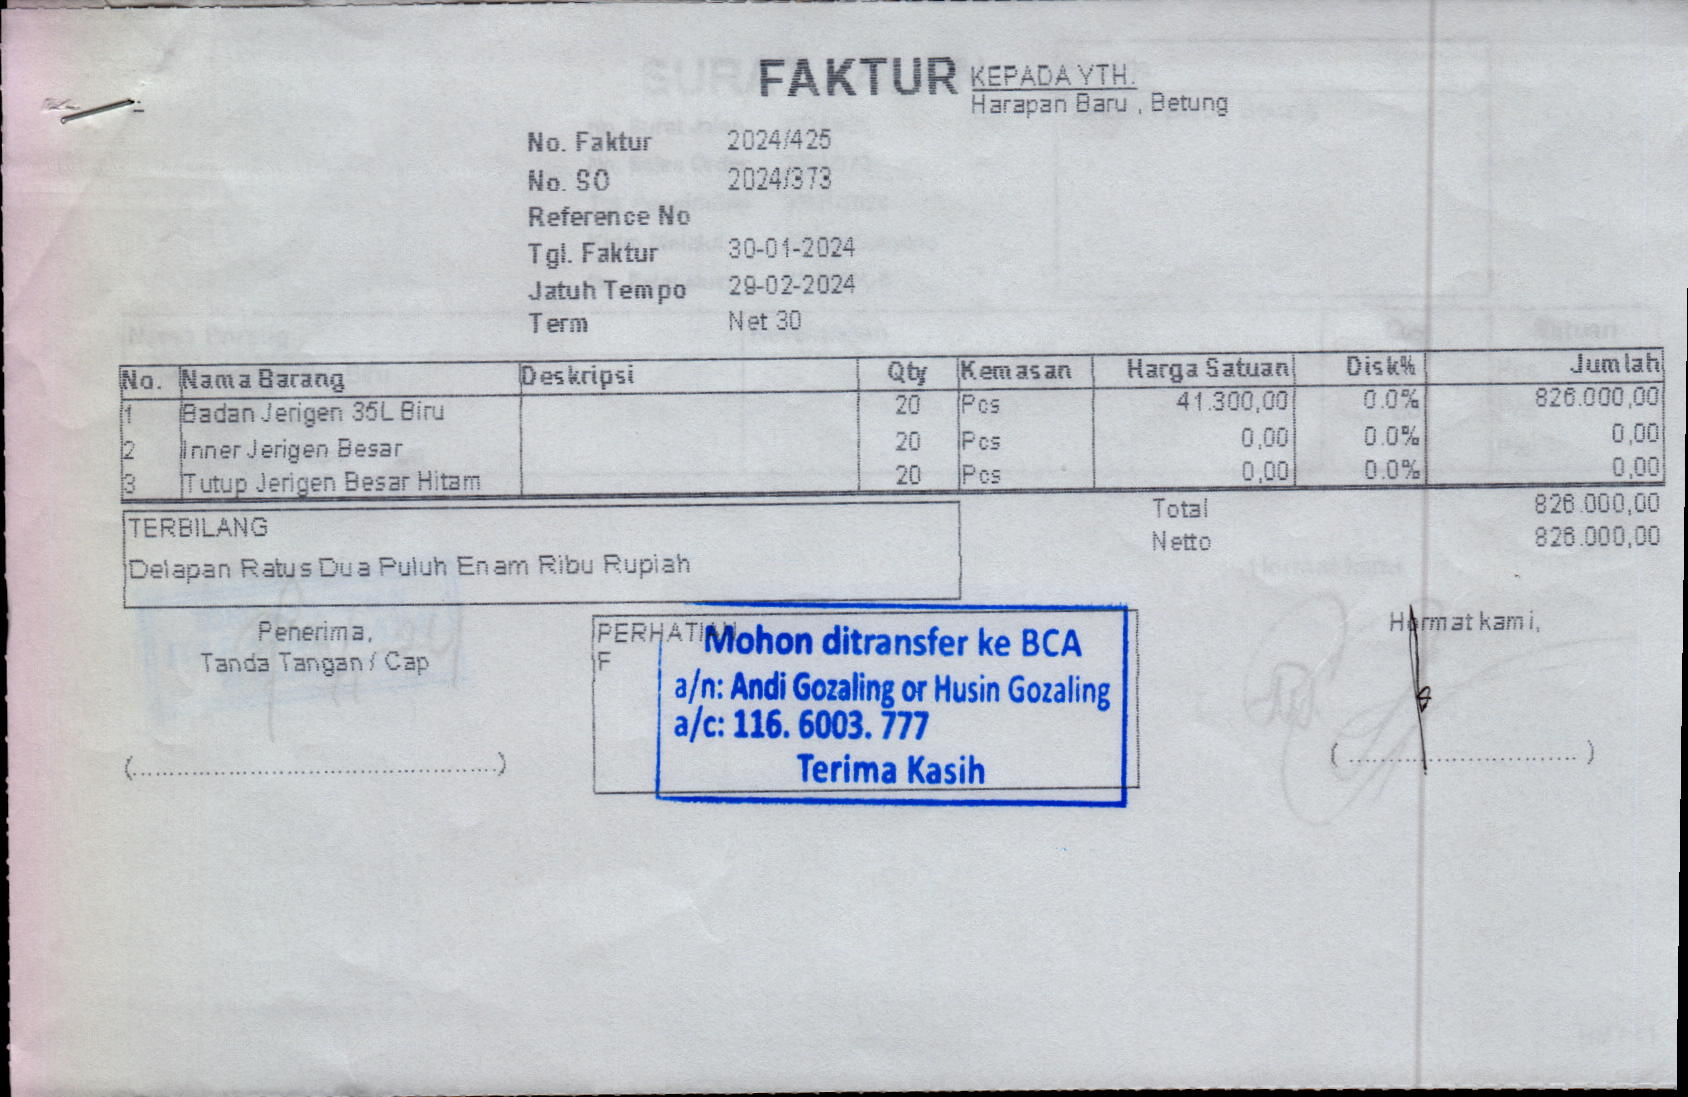 FAKTUR
KEPADA YTH.
Harapan Baru , Betung
No. Faktur 2024/425
No. SO 2024/373
Reference No
Tgl. Faktur 30-01-2024
Jatuh Tempo 29-02-2024
Term Net 30
No. Nama Barang Deskripsi Qty Kemasan Harga Satuan Disk% Jumlah
1 Badan Jerigen 35L Biru 20 Pcs 41.300,00 0.0% 826.000,00
2 Inner Jerigen Besar 20 Pcs 0,00 0.0% 0,00
3 Tutup Jerigen Besar Hitam 20 Pcs 0,00 0.0% 0,00
Total 826.000,00
Netto 826.000,00
TERBILANG
Delapan Ratus Dua Puluh Enam Ribu Rupiah
Penerima,
Tanda Tangan / Cap
(..................................................)
PERHATIAN
F
Mohon ditransfer ke BCA
a/n: Andi Gozaling or Husin Gozaling
a/c: 116. 6003. 777
Terima Kasih
Hormat kami,
( ............................... )